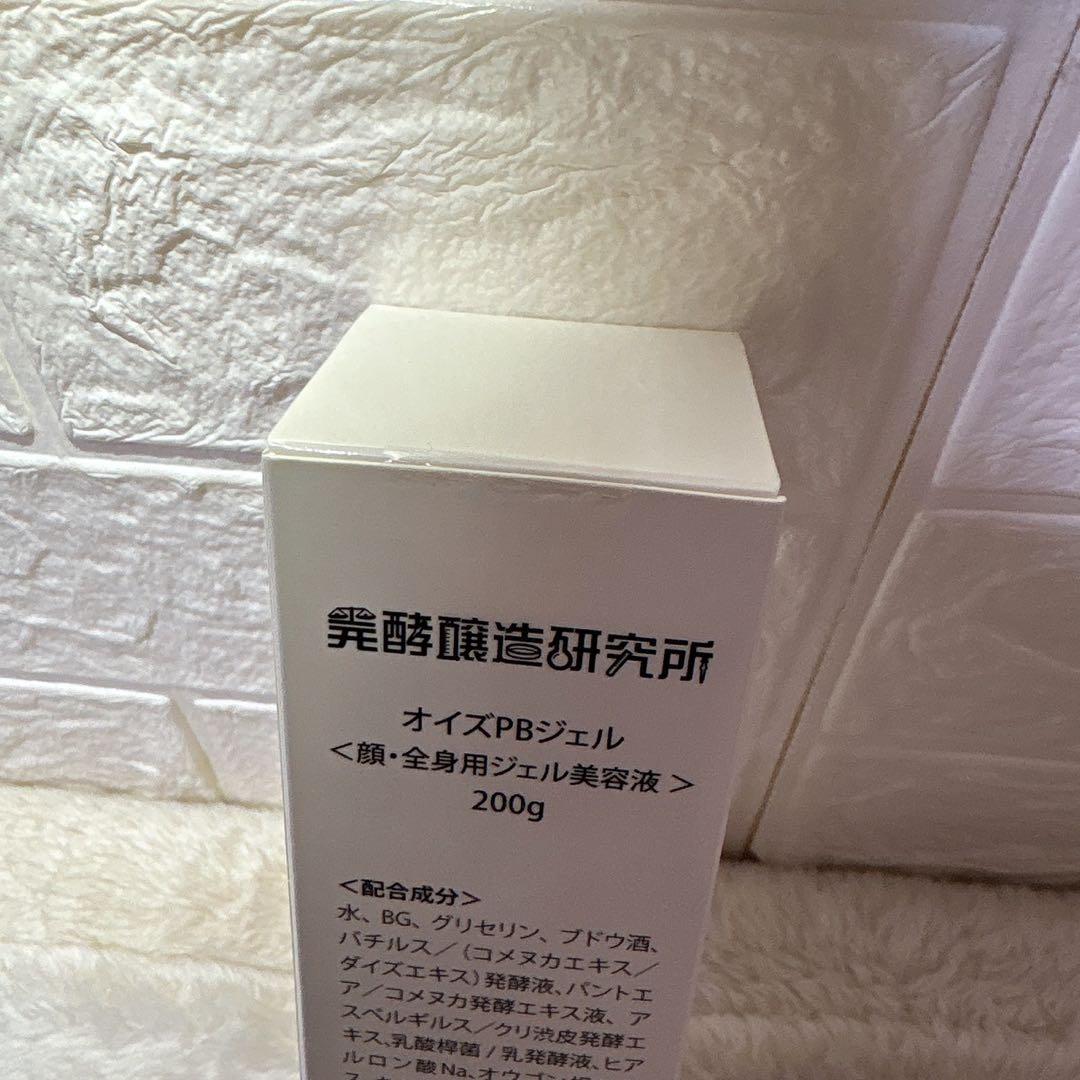 発酵醸造研究所
オイズPBジェル
<顔・全身用ジェル美容液>
200g
<配合成分>
水、BG、グリセリン、ブドウ酒、
バチルス/(コメヌカエキス/
ダイズエキス)発酵液、パントエ
ア/コメヌカ発酵エキス液、ア
スペルギルス/クリ渋皮発酵エ
キス、乳酸桿菌/乳発酵液、ヒア
ルロン酸Na、オウゴン根